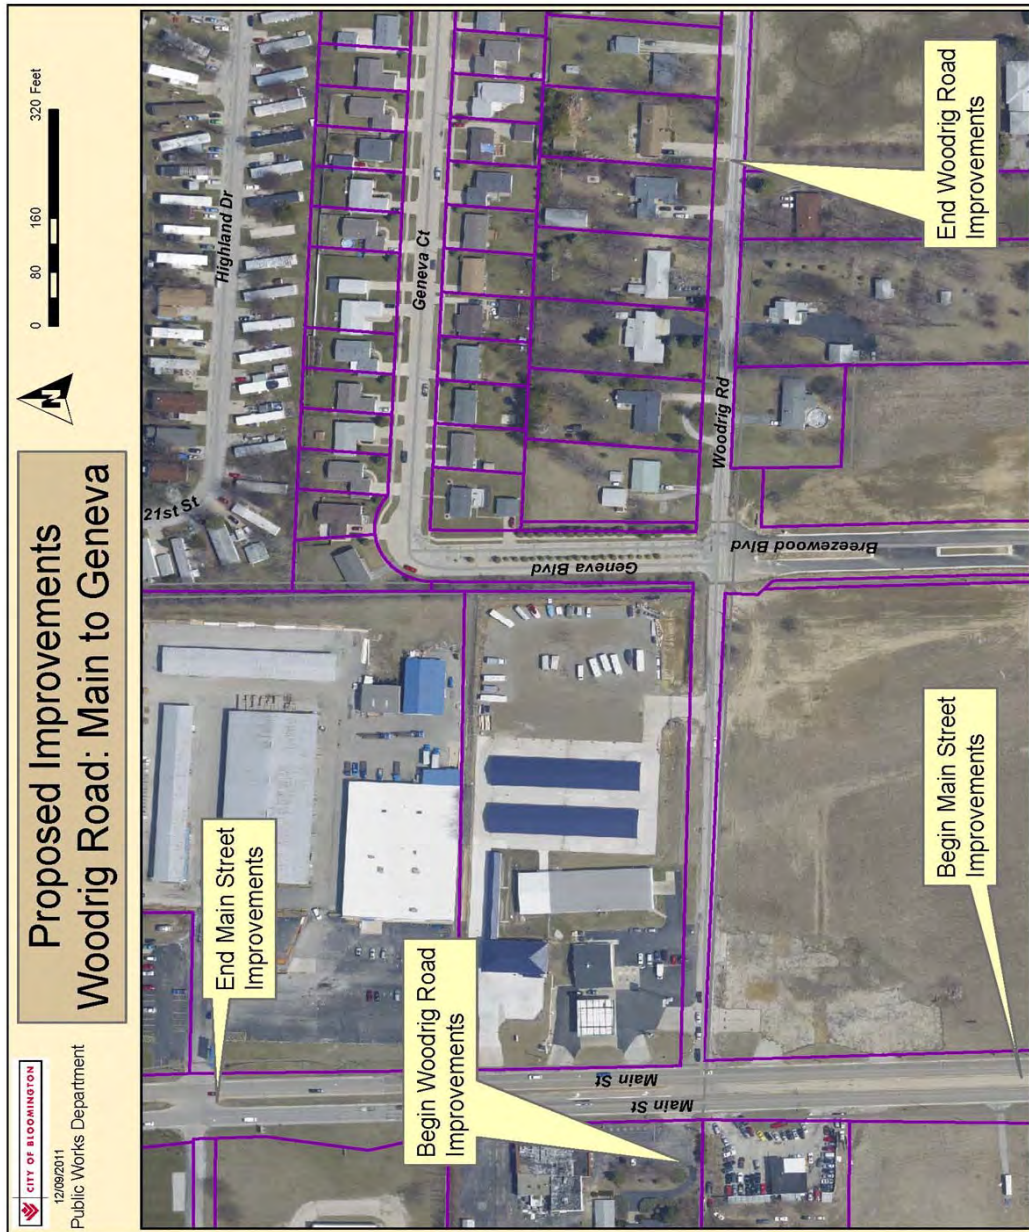 CITY OF BLOOMINGTON
12/09/2011
Public Works Department
Proposed Improvements
Woodrig Road: Main to Geneva
N
0 80 160 320 Feet
21st St
Highland Dr
Geneva Ct
End Main Street
Improvements
Geneva Blvd
Begin Woodrig Road
Improvements
Main St
Main St
Woodrig Rd
Breezewood Blvd
End Woodrig Road
Improvements
Begin Main Street
Improvements